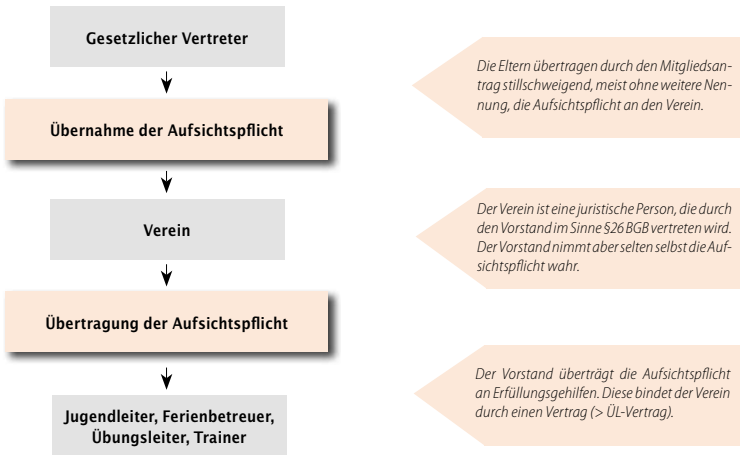 Gesetzlicher Vertreter
Die Eltern übertragen durch den Mitgliedsan-
trag stillschweigend, meist ohne weitere Nen-
nung, die Aufsichtspflicht an den Verein.
Übernahme der Aufsichtspflicht
Verein
Der Verein ist eine juristische Person, die durch
den Vorstand im Sinne §26 BGB vertreten wird.
Der Vorstand nimmt aber selten selbst die Auf-
sichtspflicht wahr.
Übertragung der Aufsichtspflicht
Der Vorstand überträgt die Aufsichtspflicht
an Erfüllungsgehilfen. Diese bindet der Verein
durch einen Vertrag (> ÜL-Vertrag).
Jugendleiter, Ferienbetreuer,
Übungsleiter, Trainer